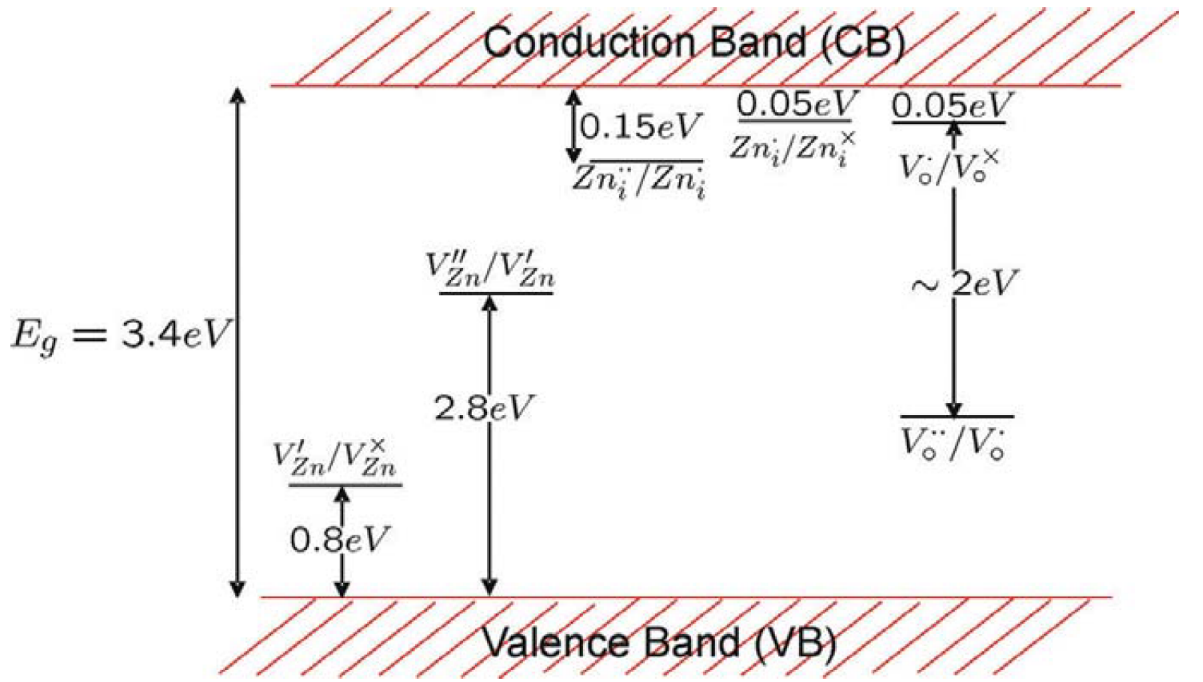 Conduction Band (CB)
0.15eV
0.05eV
0.05eV
Zn_i^{··}/Zn_i^{·}
Zn_i^{·}/Zn_i^{×}
V_o^{·}/V_o^{×}
V''_{Zn}/V'_{Zn}
~ 2eV
E_g = 3.4eV
2.8eV
V_o^{··}/V_o^{·}
V'_{Zn}/V^{×}_{Zn}
0.8eV
Valence Band (VB)